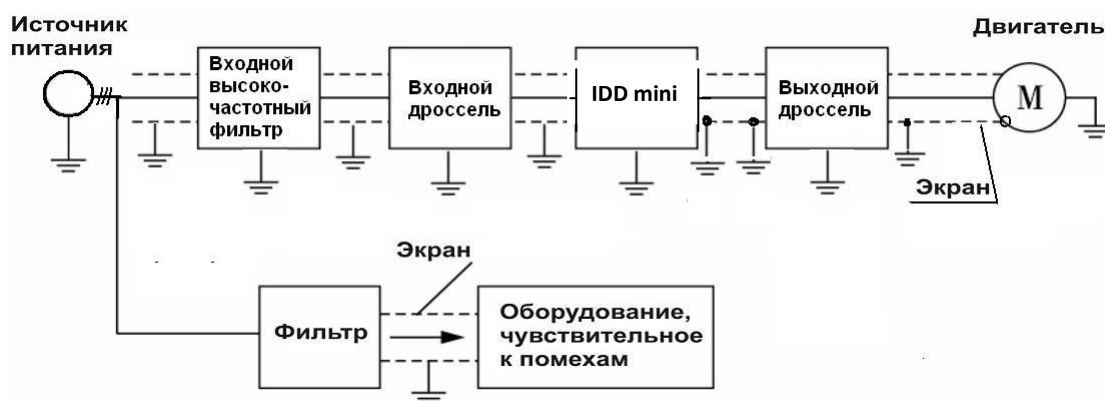 Источник
питания
Входной
высоко-
частотный
фильтр
Входной
дроссель
IDD mini
Выходной
дроссель
Двигатель
M
Экран
Экран
Фильтр
Оборудование,
чувствительное
к помехам